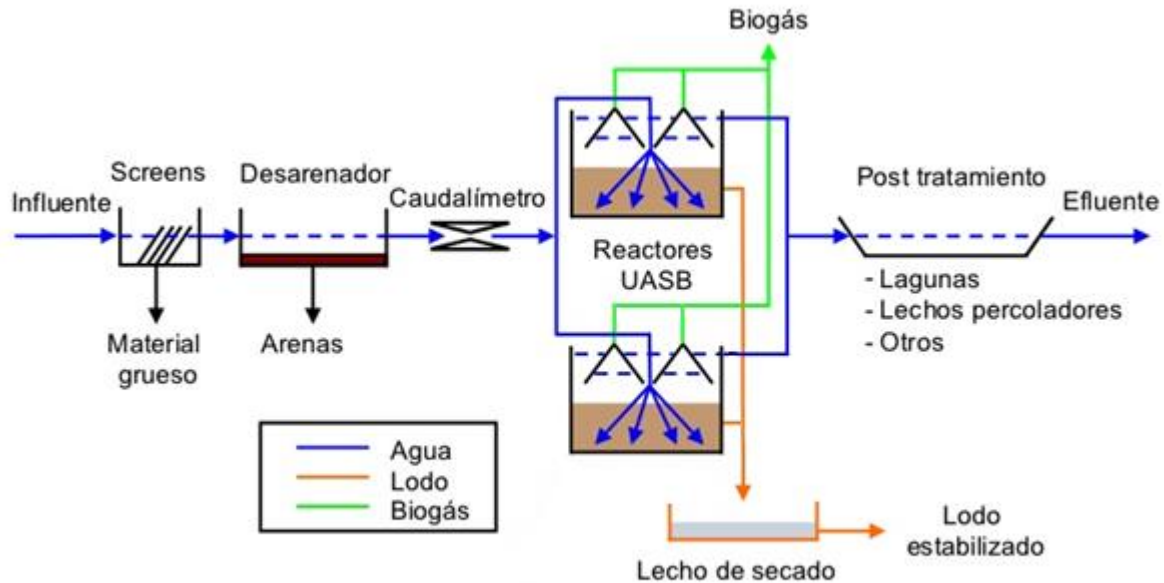 Biogás
Screens
Desarenador
Caudalímetro
Post tratamiento
Influente
Efluente
Reactores
UASB
- Lagunas
- Lechos percoladores
- Otros
Material
grueso
Arenas
Agua
Lodo
Biogás
Lodo
estabilizado
Lecho de secado